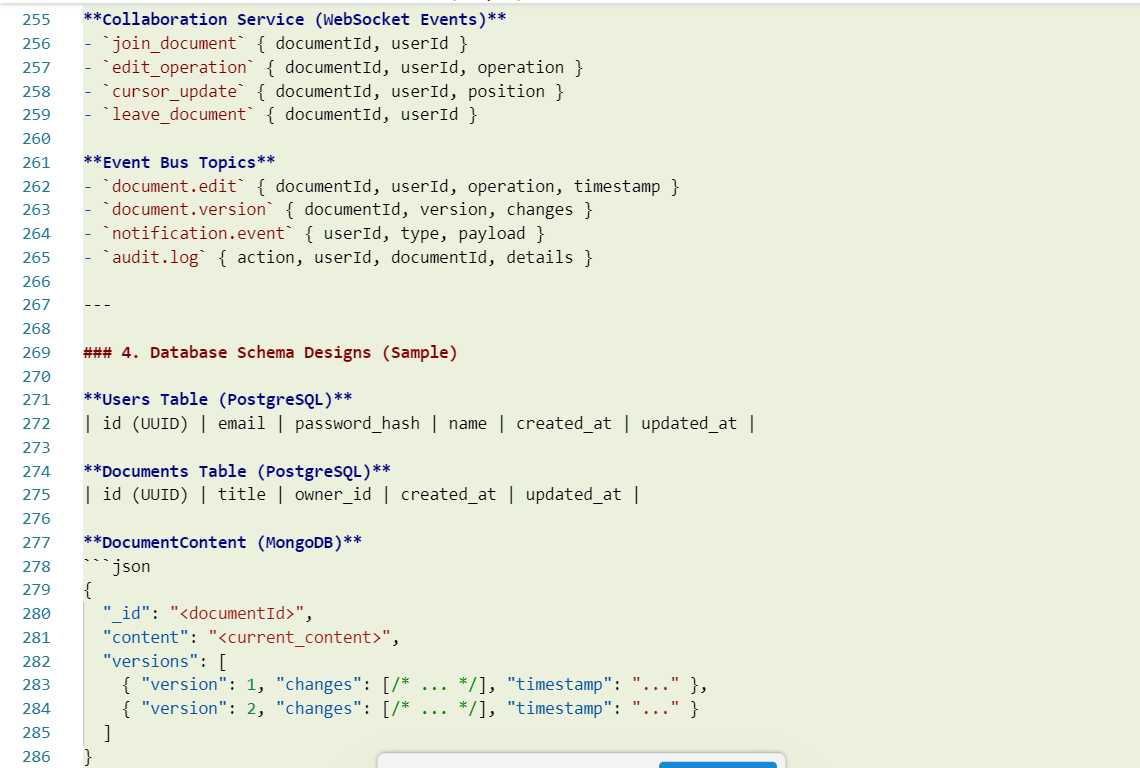 255 **Collaboration Service (WebSocket Events)**
256 - `join_document` { documentId, userId }
257 - `edit_operation` { documentId, userId, operation }
258 - `cursor_update` { documentId, userId, position }
259 - `leave_document` { documentId, userId }
260
261 **Event Bus Topics**
262 - `document.edit` { documentId, userId, operation, timestamp }
263 - `document.version` { documentId, version, changes }
264 - `notification.event` { userId, type, payload }
265 - `audit.log` { action, userId, documentId, details }
266
267 ---
268
269 ### 4. Database Schema Designs (Sample)
270
271 **Users Table (PostgreSQL)**
272 | id (UUID) | email | password_hash | name | created_at | updated_at |
273
274 **Documents Table (PostgreSQL)**
275 | id (UUID) | title | owner_id | created_at | updated_at |
276
277 **DocumentContent (MongoDB)**
278 ```json
279 {
280   "_id": "<documentId>",
281   "content": "<current_content>",
282   "versions": [
283     { "version": 1, "changes": [/* ... */], "timestamp": "..." },
284     { "version": 2, "changes": [/* ... */], "timestamp": "..." }
285   ]
286 }